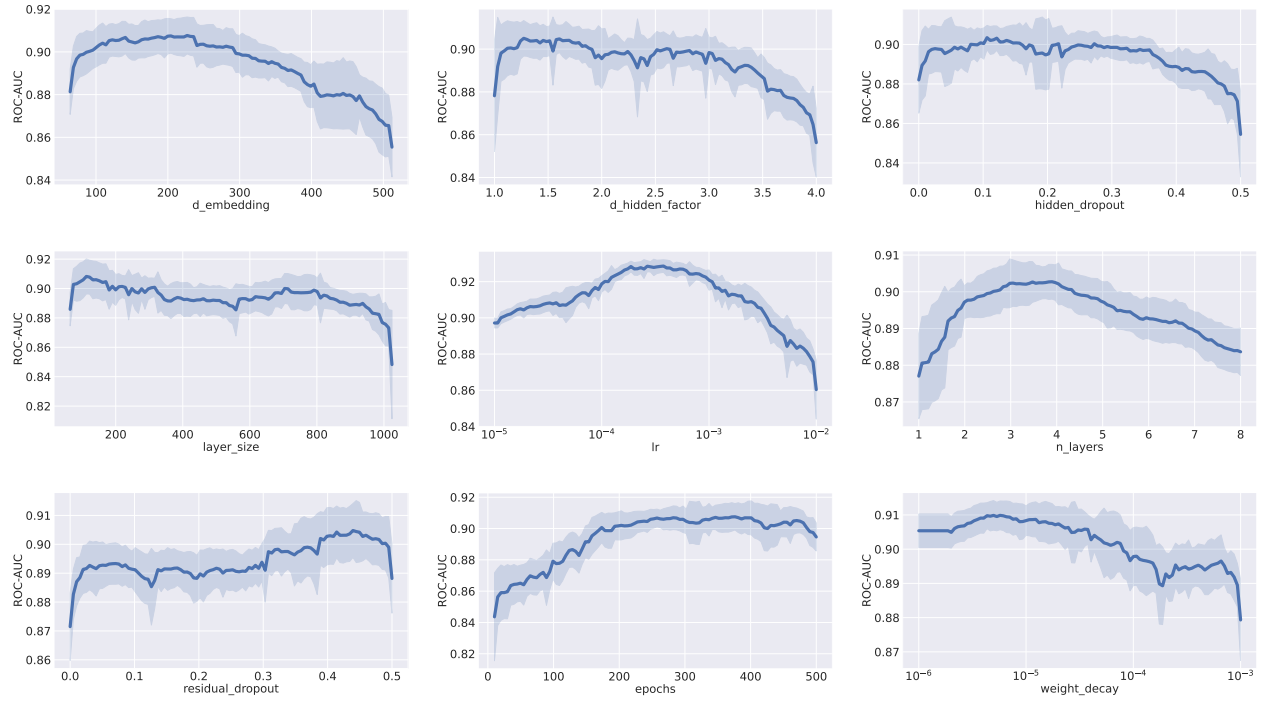 0.92
0.90
0.88
0.86
0.84
ROC-AUC
100 200 300 400 500
d_embedding
0.90
0.88
0.86
0.84
ROC-AUC
1.0 1.5 2.0 2.5 3.0 3.5 4.0
d_hidden_factor
0.90
0.88
0.86
0.84
ROC-AUC
0.0 0.1 0.2 0.3 0.4 0.5
hidden_dropout
0.92
0.90
0.88
0.86
0.84
0.82
ROC-AUC
200 400 600 800 1000
layer_size
0.92
0.90
0.88
0.86
0.84
ROC-AUC
10⁻⁵ 10⁻⁴ 10⁻³ 10⁻²
lr
0.91
0.90
0.89
0.88
0.87
ROC-AUC
1 2 3 4 5 6 7 8
n_layers
0.91
0.90
0.89
0.88
0.87
0.86
ROC-AUC
0.0 0.1 0.2 0.3 0.4 0.5
residual_dropout
0.92
0.90
0.88
0.86
0.84
0.82
ROC-AUC
0 100 200 300 400 500
epochs
0.91
0.90
0.89
0.88
0.87
ROC-AUC
10⁻⁶ 10⁻⁵ 10⁻⁴ 10⁻³
weight_decay